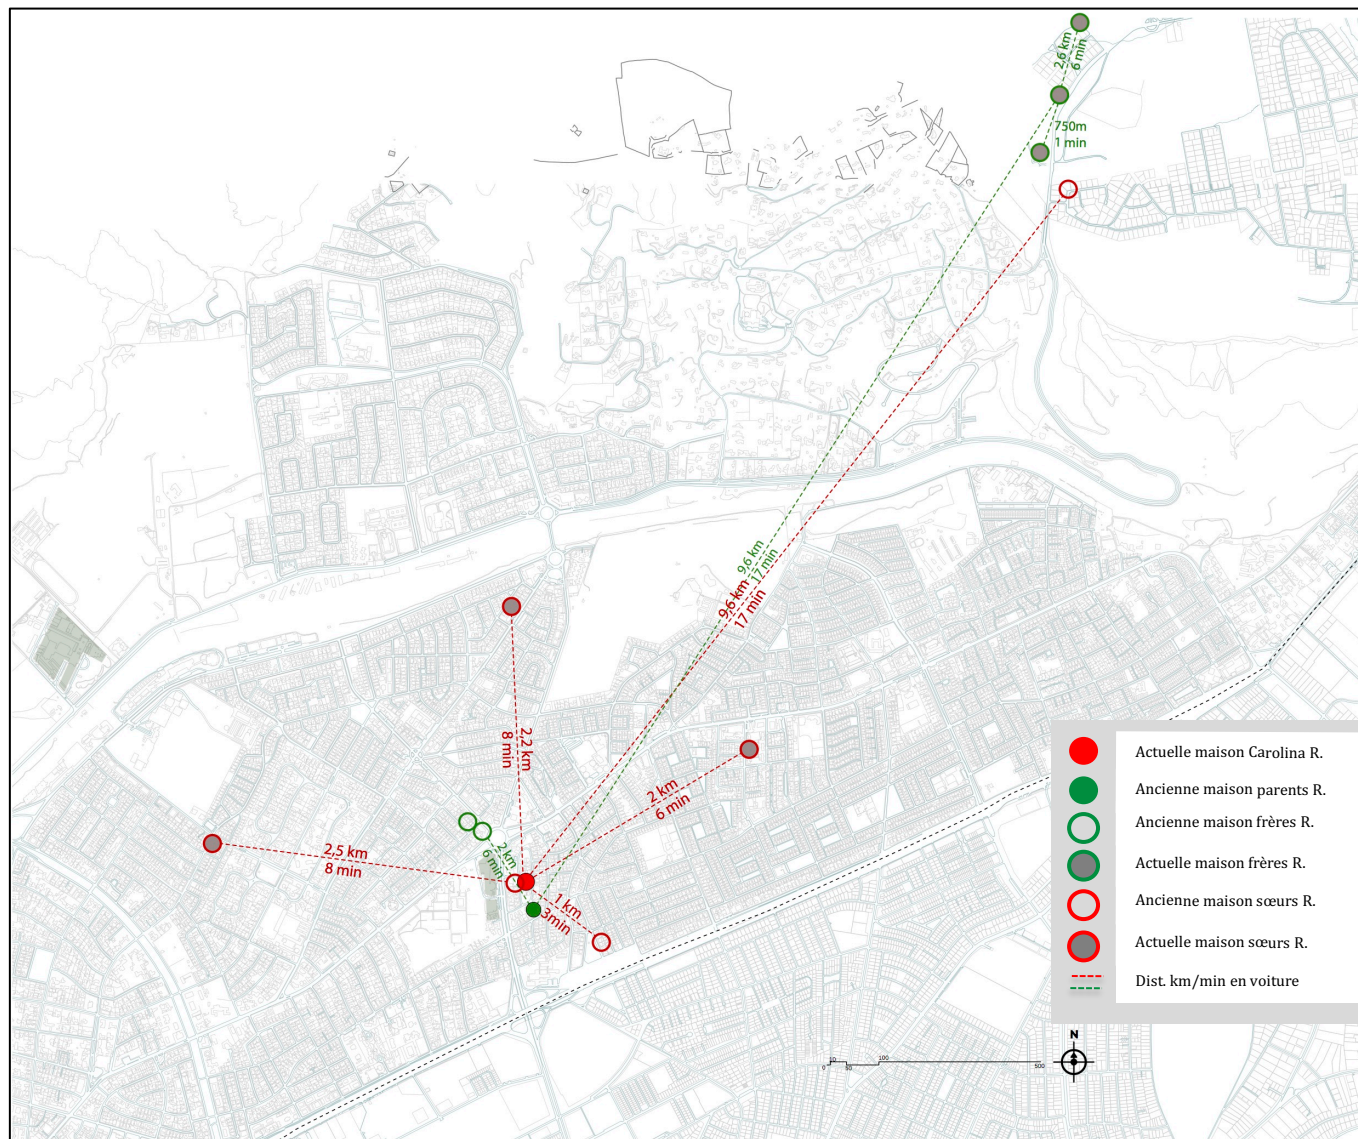 2,6 km
6 min
750m
1 min
9,6 km
17 min
9,6 km
17 min
2,2 km
8 min
2 km
6 min
2,5 km
8 min
2 km
6 min
1 km
3min
Actuelle maison Carolina R.
Ancienne maison parents R.
Ancienne maison frères R.
Actuelle maison frères R.
Ancienne maison sœurs R.
Actuelle maison sœurs R.
Dist. km/min en voiture
N
0 10 50 100 500